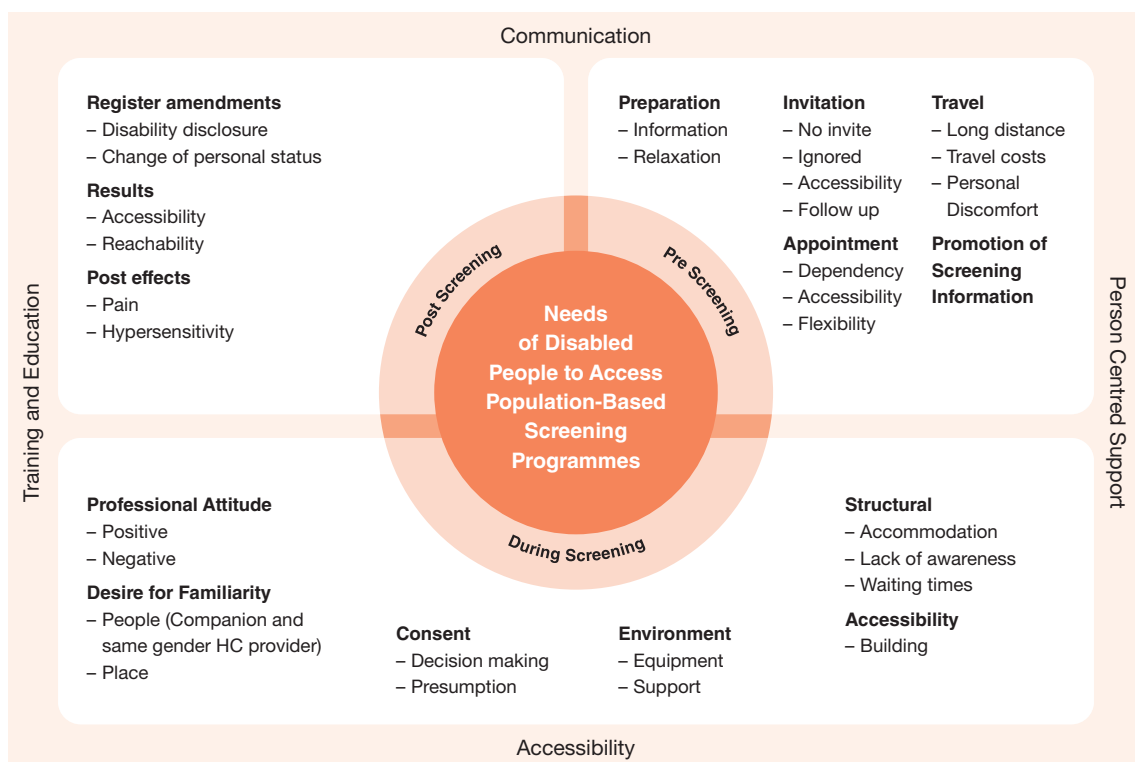 Communication
Register amendments
– Disability disclosure
– Change of personal status
Results
– Accessibility
– Reachability
Post effects
– Pain
– Hypersensitivity
Preparation
– Information
– Relaxation
Invitation
– No invite
– Ignored
– Accessibility
– Follow up
Appointment
– Dependency
– Accessibility
– Flexibility
Travel
– Long distance
– Travel costs
– Personal
Discomfort
Promotion of
Screening
Information
Post Screening
Pre Screening
Needs
of Disabled
People to Access
Population-Based
Screening
Programmes
During Screening
Training and Education
Person Centred Support
Professional Attitude
– Positive
– Negative
Desire for Familiarity
– People (Companion and
same gender HC provider)
– Place
Consent
– Decision making
– Presumption
Environment
– Equipment
– Support
Structural
– Accommodation
– Lack of awareness
– Waiting times
Accessibility
– Building
Accessibility